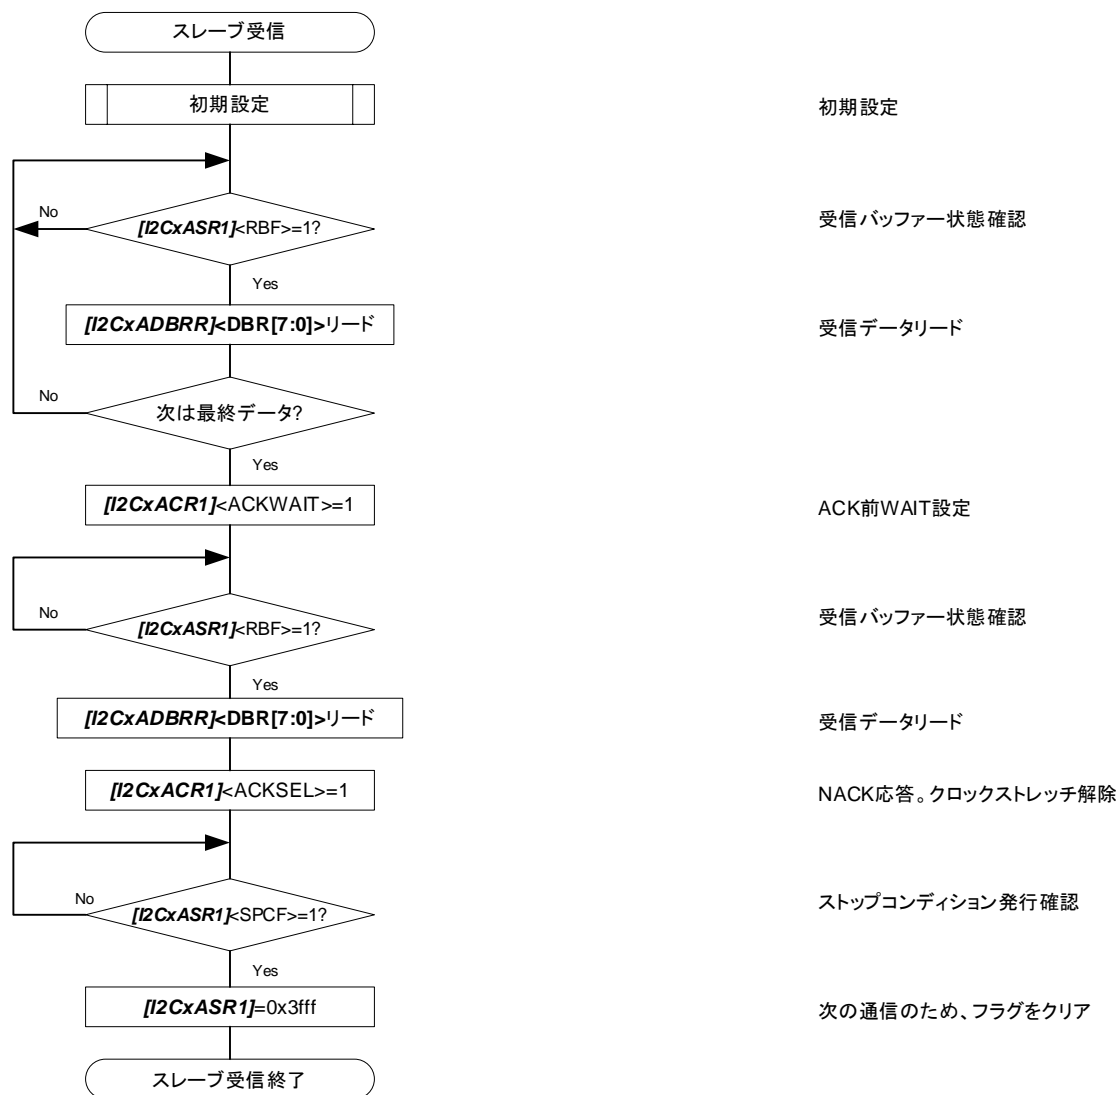 スレーブ受信
初期設定
初期設定
No
[I2CxASR1]<RBF>=1?
受信バッファー状態確認
Yes
[I2CxADBRR]<DBR[7:0]>リード
受信データリード
No
次は最終データ?
Yes
[I2CxACR1]<ACKWAIT>=1
ACK前WAIT設定
No
[I2CxASR1]<RBF>=1?
受信バッファー状態確認
Yes
[I2CxADBRR]<DBR[7:0]>リード
受信データリード
[I2CxACR1]<ACKSEL>=1
NACK応答。クロックストレッチ解除
No
[I2CxASR1]<SPCF>=1?
ストップコンディション発行確認
Yes
[I2CxASR1]=0x3fff
次の通信のため、フラグをクリア
スレーブ受信終了